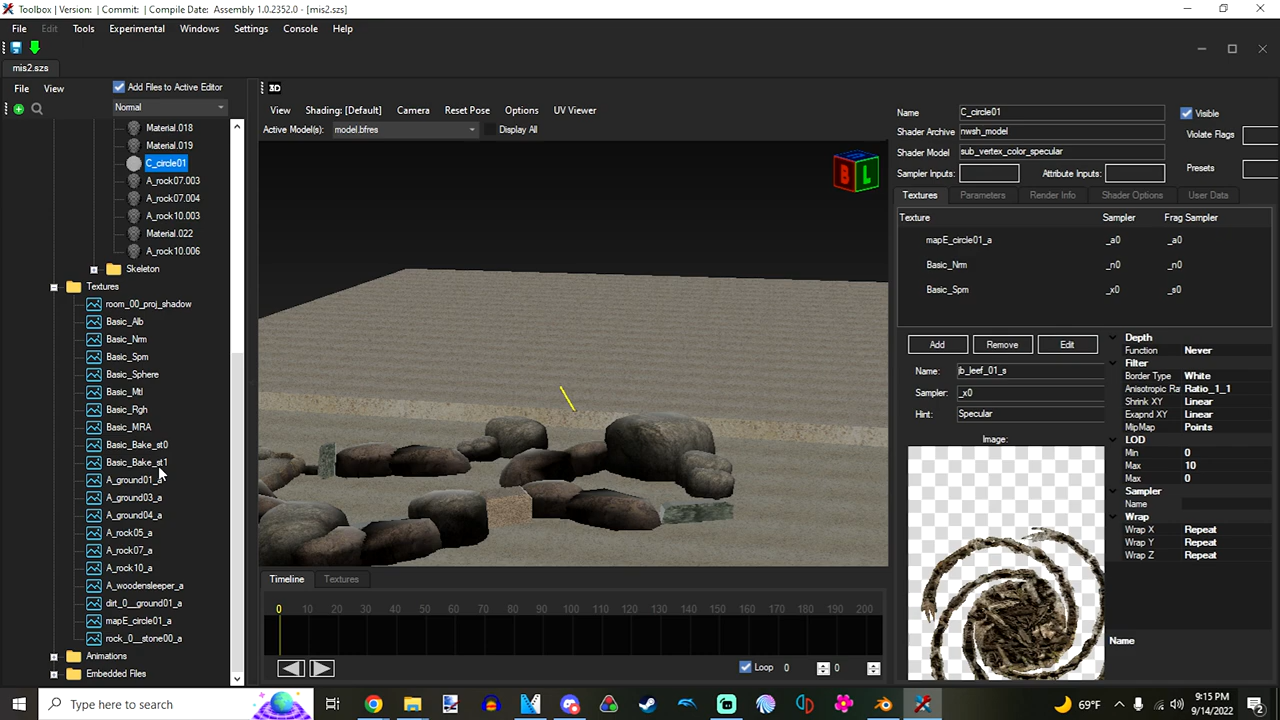 Toolbox | Version: | Commit: | Compile Date: Assembly 1.0.2352.0 - [mis2.szs]
File Edit Tools Experimental Windows Settings Console Help
mis2.szs
File View
Add Files to Active Editor
Normal
Material.018
Material.019
C_circle01
A_rock07.003
A_rock07.004
A_rock10.003
Material.022
A_rock10.006
Skeleton
Textures
room_00_proj_shadow
Basic_Alb
Basic_Nrm
Basic_Spm
Basic_Sphere
Basic_Mtl
Basic_Rgh
Basic_MRA
Basic_Bake_st0
Basic_Bake_st1
A_ground01_a
A_ground03_a
A_ground04_a
A_rock05_a
A_rock07_a
A_rock10_a
A_woodensleeper_a
dirt_0__ground01_a
mapE_circle01_a
rock_0__stone00_a
Animations
Embedded Files
3D
View Shading: [Default] Camera Reset Pose Options UV Viewer
Active Model(s): model.bfres Display All
B L
Timeline Textures
0 10 20 30 40 50 60 70 80 90 100 110 120 130 140 150 160 170 180 190 200
Loop 0 0
Name C_circle01 Visible
Shader Archive nwsh_model Violate Flags
Shader Model sub_vertex_color_specular
Sampler Inputs: Attribute Inputs: Presets
Textures Parameters Render Info Shader Options User Data
Texture Sampler Frag Sampler
mapE_circle01_a _a0 _a0
Basic_Nrm _n0 _n0
Basic_Spm _x0 _s0
Add Remove Edit
Name: jb_leef_01_s
Sampler: _x0
Hint: Specular
Image:
Depth
Function Never
Filter
Border Type White
Anisotropic Ra Ratio_1_1
Shrink XY Linear
Expand XY Linear
MipMap Points
LOD
Min 0
Max 10
Max 0
Sampler
Name
Wrap
Wrap X Repeat
Wrap Y Repeat
Wrap Z Repeat
Name
Type here to search
69°F
9:15 PM
9/14/2022
2